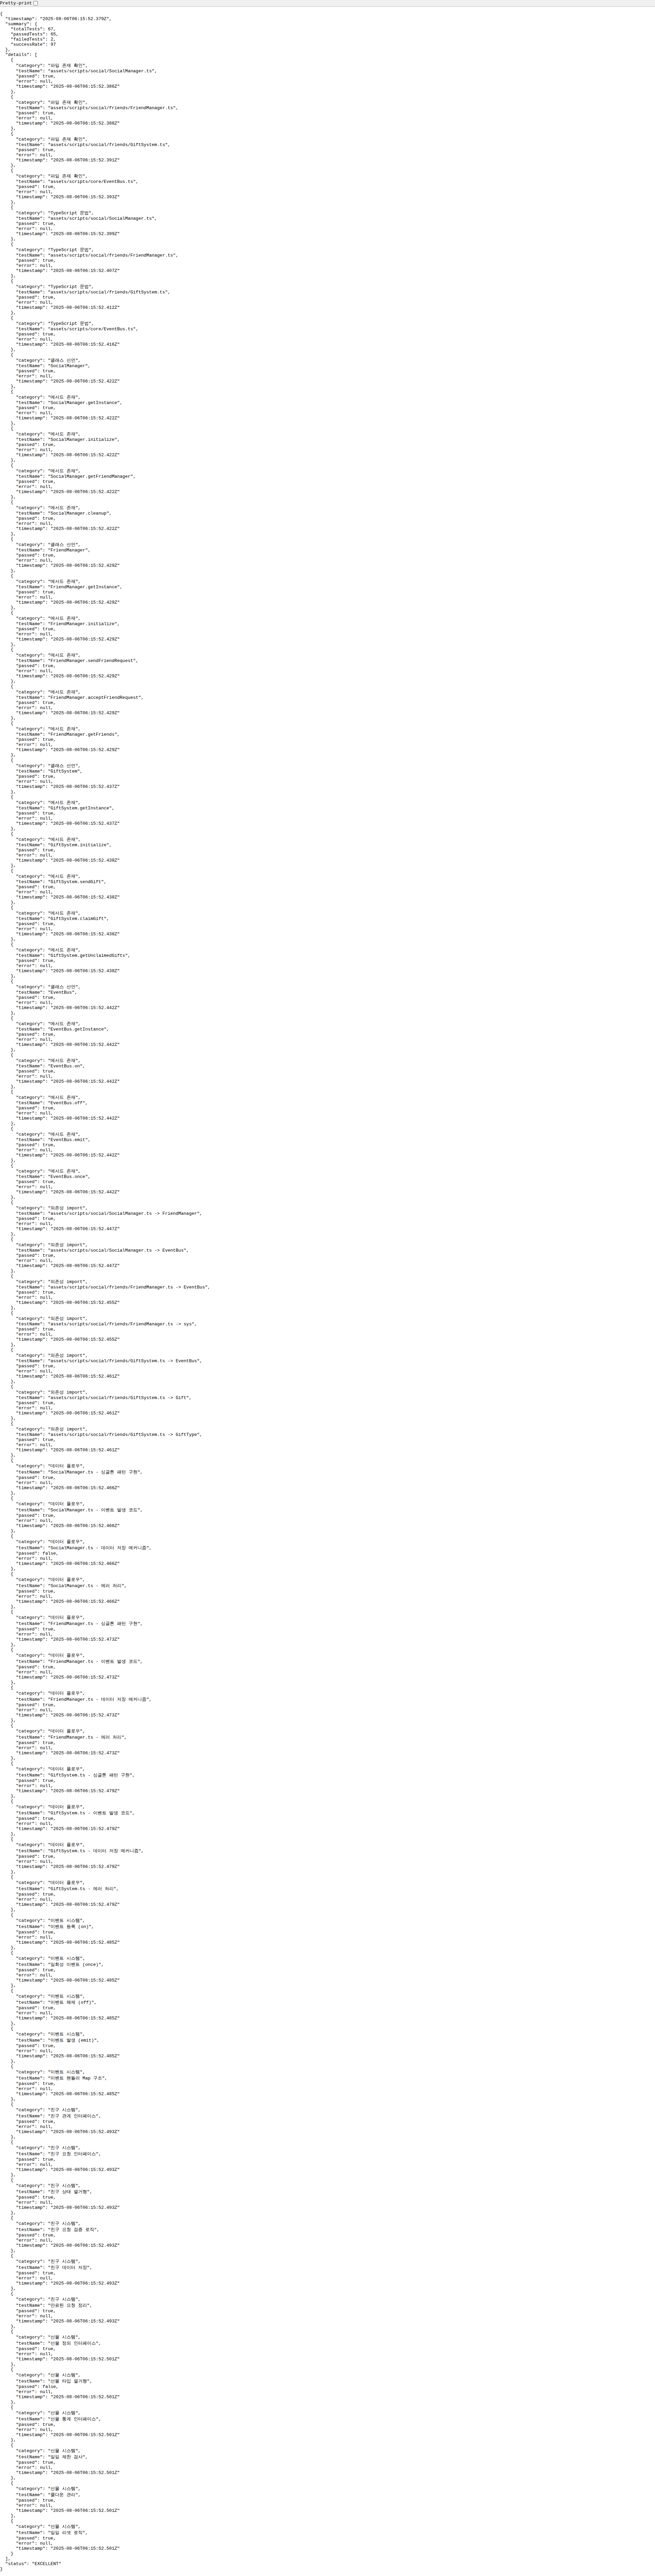 Pretty-print
{
  "timestamp": "2025-08-06T06:15:52.379Z",
  "summary": {
    "totalTests": 67,
    "passedTests": 65,
    "failedTests": 2,
    "successRate": 97
  },
  "details": [
    {
      "category": "파일 존재 확인",
      "testName": "assets/scripts/social/SocialManager.ts",
      "passed": true,
      "error": null,
      "timestamp": "2025-08-06T06:15:52.388Z"
    },
    {
      "category": "파일 존재 확인",
      "testName": "assets/scripts/social/friends/FriendManager.ts",
      "passed": true,
      "error": null,
      "timestamp": "2025-08-06T06:15:52.389Z"
    },
    {
      "category": "파일 존재 확인",
      "testName": "assets/scripts/social/friends/GiftSystem.ts",
      "passed": true,
      "error": null,
      "timestamp": "2025-08-06T06:15:52.391Z"
    },
    {
      "category": "파일 존재 확인",
      "testName": "assets/scripts/core/EventBus.ts",
      "passed": true,
      "error": null,
      "timestamp": "2025-08-06T06:15:52.393Z"
    },
    {
      "category": "TypeScript 문법",
      "testName": "assets/scripts/social/SocialManager.ts",
      "passed": true,
      "error": null,
      "timestamp": "2025-08-06T06:15:52.399Z"
    },
    {
      "category": "TypeScript 문법",
      "testName": "assets/scripts/social/friends/FriendManager.ts",
      "passed": true,
      "error": null,
      "timestamp": "2025-08-06T06:15:52.407Z"
    },
    {
      "category": "TypeScript 문법",
      "testName": "assets/scripts/social/friends/GiftSystem.ts",
      "passed": true,
      "error": null,
      "timestamp": "2025-08-06T06:15:52.412Z"
    },
    {
      "category": "TypeScript 문법",
      "testName": "assets/scripts/core/EventBus.ts",
      "passed": true,
      "error": null,
      "timestamp": "2025-08-06T06:15:52.416Z"
    },
    {
      "category": "클래스 선언",
      "testName": "SocialManager",
      "passed": true,
      "error": null,
      "timestamp": "2025-08-06T06:15:52.422Z"
    },
    {
      "category": "메서드 존재",
      "testName": "SocialManager.getInstance",
      "passed": true,
      "error": null,
      "timestamp": "2025-08-06T06:15:52.422Z"
    },
    {
      "category": "메서드 존재",
      "testName": "SocialManager.initialize",
      "passed": true,
      "error": null,
      "timestamp": "2025-08-06T06:15:52.422Z"
    },
    {
      "category": "메서드 존재",
      "testName": "SocialManager.getFriendManager",
      "passed": true,
      "error": null,
      "timestamp": "2025-08-06T06:15:52.422Z"
    },
    {
      "category": "메서드 존재",
      "testName": "SocialManager.cleanup",
      "passed": true,
      "error": null,
      "timestamp": "2025-08-06T06:15:52.422Z"
    },
    {
      "category": "클래스 선언",
      "testName": "FriendManager",
      "passed": true,
      "error": null,
      "timestamp": "2025-08-06T06:15:52.429Z"
    },
    {
      "category": "메서드 존재",
      "testName": "FriendManager.getInstance",
      "passed": true,
      "error": null,
      "timestamp": "2025-08-06T06:15:52.429Z"
    },
    {
      "category": "메서드 존재",
      "testName": "FriendManager.initialize",
      "passed": true,
      "error": null,
      "timestamp": "2025-08-06T06:15:52.429Z"
    },
    {
      "category": "메서드 존재",
      "testName": "FriendManager.sendFriendRequest",
      "passed": true,
      "error": null,
      "timestamp": "2025-08-06T06:15:52.429Z"
    },
    {
      "category": "메서드 존재",
      "testName": "FriendManager.acceptFriendRequest",
      "passed": true,
      "error": null,
      "timestamp": "2025-08-06T06:15:52.429Z"
    },
    {
      "category": "메서드 존재",
      "testName": "FriendManager.getFriends",
      "passed": true,
      "error": null,
      "timestamp": "2025-08-06T06:15:52.429Z"
    },
    {
      "category": "클래스 선언",
      "testName": "GiftSystem",
      "passed": true,
      "error": null,
      "timestamp": "2025-08-06T06:15:52.437Z"
    },
    {
      "category": "메서드 존재",
      "testName": "GiftSystem.getInstance",
      "passed": true,
      "error": null,
      "timestamp": "2025-08-06T06:15:52.437Z"
    },
    {
      "category": "메서드 존재",
      "testName": "GiftSystem.initialize",
      "passed": true,
      "error": null,
      "timestamp": "2025-08-06T06:15:52.438Z"
    },
    {
      "category": "메서드 존재",
      "testName": "GiftSystem.sendGift",
      "passed": true,
      "error": null,
      "timestamp": "2025-08-06T06:15:52.438Z"
    },
    {
      "category": "메서드 존재",
      "testName": "GiftSystem.claimGift",
      "passed": true,
      "error": null,
      "timestamp": "2025-08-06T06:15:52.438Z"
    },
    {
      "category": "메서드 존재",
      "testName": "GiftSystem.getUnclaimedGifts",
      "passed": true,
      "error": null,
      "timestamp": "2025-08-06T06:15:52.438Z"
    },
    {
      "category": "클래스 선언",
      "testName": "EventBus",
      "passed": true,
      "error": null,
      "timestamp": "2025-08-06T06:15:52.442Z"
    },
    {
      "category": "메서드 존재",
      "testName": "EventBus.getInstance",
      "passed": true,
      "error": null,
      "timestamp": "2025-08-06T06:15:52.442Z"
    },
    {
      "category": "메서드 존재",
      "testName": "EventBus.on",
      "passed": true,
      "error": null,
      "timestamp": "2025-08-06T06:15:52.442Z"
    },
    {
      "category": "메서드 존재",
      "testName": "EventBus.off",
      "passed": true,
      "error": null,
      "timestamp": "2025-08-06T06:15:52.442Z"
    },
    {
      "category": "메서드 존재",
      "testName": "EventBus.emit",
      "passed": true,
      "error": null,
      "timestamp": "2025-08-06T06:15:52.442Z"
    },
    {
      "category": "메서드 존재",
      "testName": "EventBus.once",
      "passed": true,
      "error": null,
      "timestamp": "2025-08-06T06:15:52.442Z"
    },
    {
      "category": "의존성 import",
      "testName": "assets/scripts/social/SocialManager.ts -> FriendManager",
      "passed": true,
      "error": null,
      "timestamp": "2025-08-06T06:15:52.447Z"
    },
    {
      "category": "의존성 import",
      "testName": "assets/scripts/social/SocialManager.ts -> EventBus",
      "passed": true,
      "error": null,
      "timestamp": "2025-08-06T06:15:52.447Z"
    },
    {
      "category": "의존성 import",
      "testName": "assets/scripts/social/friends/FriendManager.ts -> EventBus",
      "passed": true,
      "error": null,
      "timestamp": "2025-08-06T06:15:52.455Z"
    },
    {
      "category": "의존성 import",
      "testName": "assets/scripts/social/friends/FriendManager.ts -> sys",
      "passed": true,
      "error": null,
      "timestamp": "2025-08-06T06:15:52.455Z"
    },
    {
      "category": "의존성 import",
      "testName": "assets/scripts/social/friends/GiftSystem.ts -> EventBus",
      "passed": true,
      "error": null,
      "timestamp": "2025-08-06T06:15:52.461Z"
    },
    {
      "category": "의존성 import",
      "testName": "assets/scripts/social/friends/GiftSystem.ts -> Gift",
      "passed": true,
      "error": null,
      "timestamp": "2025-08-06T06:15:52.461Z"
    },
    {
      "category": "의존성 import",
      "testName": "assets/scripts/social/friends/GiftSystem.ts -> GiftType",
      "passed": true,
      "error": null,
      "timestamp": "2025-08-06T06:15:52.461Z"
    },
    {
      "category": "데이터 플로우",
      "testName": "SocialManager.ts - 싱글톤 패턴 구현",
      "passed": true,
      "error": null,
      "timestamp": "2025-08-06T06:15:52.466Z"
    },
    {
      "category": "데이터 플로우",
      "testName": "SocialManager.ts - 이벤트 발생 코드",
      "passed": true,
      "error": null,
      "timestamp": "2025-08-06T06:15:52.466Z"
    },
    {
      "category": "데이터 플로우",
      "testName": "SocialManager.ts - 데이터 저장 메커니즘",
      "passed": false,
      "error": null,
      "timestamp": "2025-08-06T06:15:52.466Z"
    },
    {
      "category": "데이터 플로우",
      "testName": "SocialManager.ts - 에러 처리",
      "passed": true,
      "error": null,
      "timestamp": "2025-08-06T06:15:52.466Z"
    },
    {
      "category": "데이터 플로우",
      "testName": "FriendManager.ts - 싱글톤 패턴 구현",
      "passed": true,
      "error": null,
      "timestamp": "2025-08-06T06:15:52.473Z"
    },
    {
      "category": "데이터 플로우",
      "testName": "FriendManager.ts - 이벤트 발생 코드",
      "passed": true,
      "error": null,
      "timestamp": "2025-08-06T06:15:52.473Z"
    },
    {
      "category": "데이터 플로우",
      "testName": "FriendManager.ts - 데이터 저장 메커니즘",
      "passed": true,
      "error": null,
      "timestamp": "2025-08-06T06:15:52.473Z"
    },
    {
      "category": "데이터 플로우",
      "testName": "FriendManager.ts - 에러 처리",
      "passed": true,
      "error": null,
      "timestamp": "2025-08-06T06:15:52.473Z"
    },
    {
      "category": "데이터 플로우",
      "testName": "GiftSystem.ts - 싱글톤 패턴 구현",
      "passed": true,
      "error": null,
      "timestamp": "2025-08-06T06:15:52.479Z"
    },
    {
      "category": "데이터 플로우",
      "testName": "GiftSystem.ts - 이벤트 발생 코드",
      "passed": true,
      "error": null,
      "timestamp": "2025-08-06T06:15:52.479Z"
    },
    {
      "category": "데이터 플로우",
      "testName": "GiftSystem.ts - 데이터 저장 메커니즘",
      "passed": true,
      "error": null,
      "timestamp": "2025-08-06T06:15:52.479Z"
    },
    {
      "category": "데이터 플로우",
      "testName": "GiftSystem.ts - 에러 처리",
      "passed": true,
      "error": null,
      "timestamp": "2025-08-06T06:15:52.479Z"
    },
    {
      "category": "이벤트 시스템",
      "testName": "이벤트 등록 (on)",
      "passed": true,
      "error": null,
      "timestamp": "2025-08-06T06:15:52.485Z"
    },
    {
      "category": "이벤트 시스템",
      "testName": "일회성 이벤트 (once)",
      "passed": true,
      "error": null,
      "timestamp": "2025-08-06T06:15:52.485Z"
    },
    {
      "category": "이벤트 시스템",
      "testName": "이벤트 해제 (off)",
      "passed": true,
      "error": null,
      "timestamp": "2025-08-06T06:15:52.485Z"
    },
    {
      "category": "이벤트 시스템",
      "testName": "이벤트 발생 (emit)",
      "passed": true,
      "error": null,
      "timestamp": "2025-08-06T06:15:52.485Z"
    },
    {
      "category": "이벤트 시스템",
      "testName": "이벤트 핸들러 Map 구조",
      "passed": true,
      "error": null,
      "timestamp": "2025-08-06T06:15:52.485Z"
    },
    {
      "category": "친구 시스템",
      "testName": "친구 관계 인터페이스",
      "passed": true,
      "error": null,
      "timestamp": "2025-08-06T06:15:52.493Z"
    },
    {
      "category": "친구 시스템",
      "testName": "친구 요청 인터페이스",
      "passed": true,
      "error": null,
      "timestamp": "2025-08-06T06:15:52.493Z"
    },
    {
      "category": "친구 시스템",
      "testName": "친구 상태 열거형",
      "passed": true,
      "error": null,
      "timestamp": "2025-08-06T06:15:52.493Z"
    },
    {
      "category": "친구 시스템",
      "testName": "친구 요청 검증 로직",
      "passed": true,
      "error": null,
      "timestamp": "2025-08-06T06:15:52.493Z"
    },
    {
      "category": "친구 시스템",
      "testName": "친구 데이터 저장",
      "passed": true,
      "error": null,
      "timestamp": "2025-08-06T06:15:52.493Z"
    },
    {
      "category": "친구 시스템",
      "testName": "만료된 요청 정리",
      "passed": true,
      "error": null,
      "timestamp": "2025-08-06T06:15:52.493Z"
    },
    {
      "category": "선물 시스템",
      "testName": "선물 정의 인터페이스",
      "passed": true,
      "error": null,
      "timestamp": "2025-08-06T06:15:52.501Z"
    },
    {
      "category": "선물 시스템",
      "testName": "선물 타입 열거형",
      "passed": false,
      "error": null,
      "timestamp": "2025-08-06T06:15:52.501Z"
    },
    {
      "category": "선물 시스템",
      "testName": "선물 통계 인터페이스",
      "passed": true,
      "error": null,
      "timestamp": "2025-08-06T06:15:52.501Z"
    },
    {
      "category": "선물 시스템",
      "testName": "일일 제한 검사",
      "passed": true,
      "error": null,
      "timestamp": "2025-08-06T06:15:52.501Z"
    },
    {
      "category": "선물 시스템",
      "testName": "쿨다운 관리",
      "passed": true,
      "error": null,
      "timestamp": "2025-08-06T06:15:52.501Z"
    },
    {
      "category": "선물 시스템",
      "testName": "일일 리셋 로직",
      "passed": true,
      "error": null,
      "timestamp": "2025-08-06T06:15:52.501Z"
    }
  ],
  "status": "EXCELLENT"
}